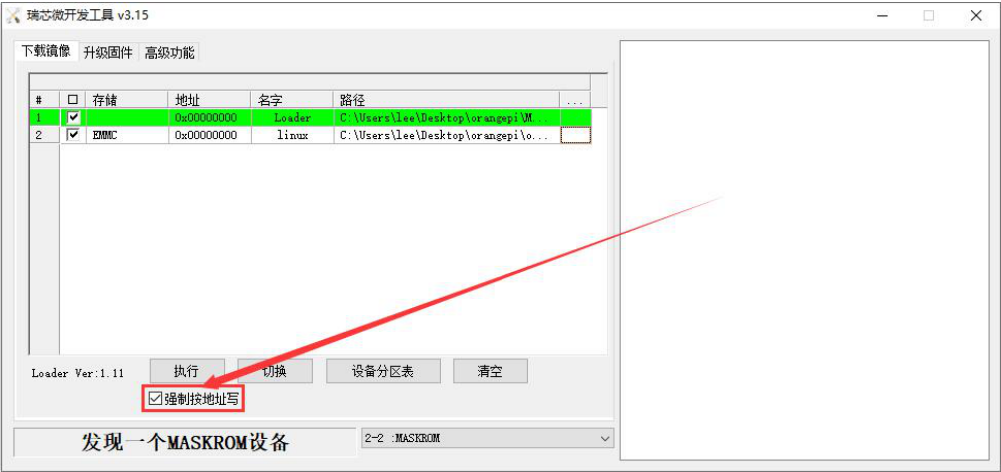 瑞芯微开发工具 v3.15
下载镜像 升级固件 高级功能
# 存储 地址 名字 路径 ...
1 0x00000000 Loader C:\Users\lee\Desktop\orangepi\M...
2 EMMC 0x00000000 linux C:\Users\lee\Desktop\orangepi\o...
Loader Ver:1.11 执行 切换 设备分区表 清空
强制按地址写
发现一个MASKROM设备 2-2 :MASKROM